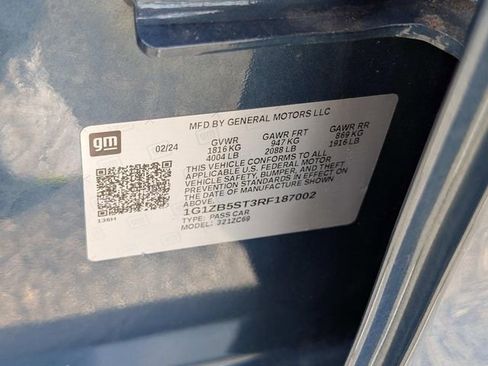 MFD BY GENERAL MOTORS LLC
gm
02/24 GVWR GAWR FRT GAWR RR
1816 KG 947 KG 869 KG
4004 LB 2088 LB 1916 LB
THIS VEHICLE CONFORMS TO ALL
APPLICABLE U.S. FEDERAL MOTOR
VEHICLE SAFETY, BUMPER, AND THEFT
PREVENTION STANDARDS IN EFFECT ON
THE DATE OF MANUFACTURE SHOWN
ABOVE.
1G1ZB5ST3RF187002
TYPE: PASS CAR
MODEL: 321ZC69
136H